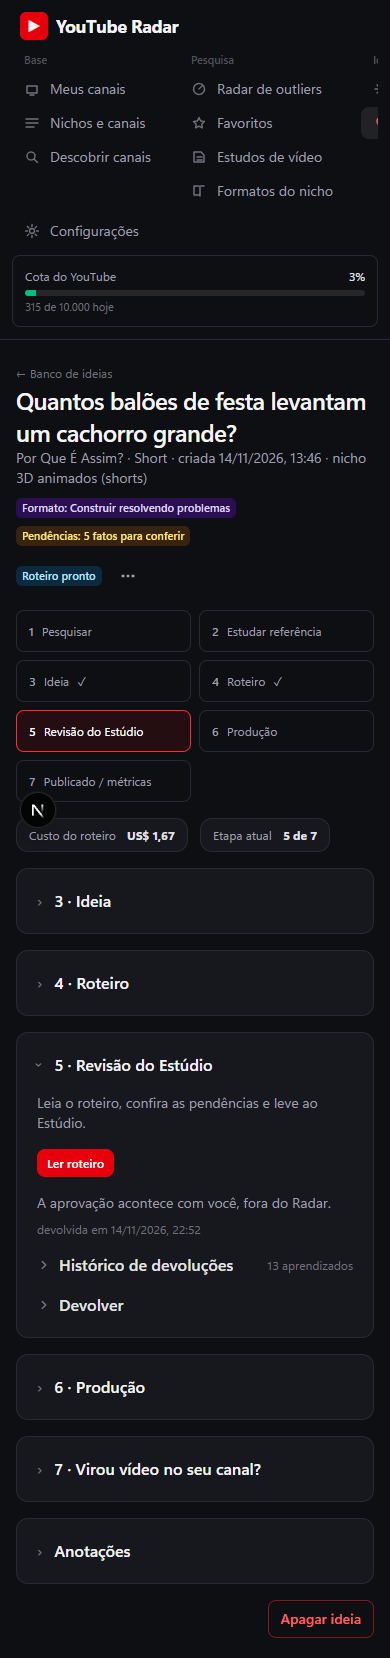 YouTube Radar
Base
Pesquisa
Meus canais
Radar de outliers
Nichos e canais
Favoritos
Descobrir canais
Estudos de vídeo
Formatos do nicho
Configurações
Cota do YouTube 3%
315 de 10.000 hoje
← Banco de ideias
Quantos balões de festa levantam
um cachorro grande?
Por Que É Assim? · Short · criada 14/11/2026, 13:46 · nicho
3D animados (shorts)
Formato: Construir resolvendo problemas
Pendências: 5 fatos para conferir
Roteiro pronto •••
1 Pesquisar
2 Estudar referência
3 Ideia ✓
4 Roteiro ✓
5 Revisão do Estúdio
6 Produção
7 Publicado / métricas
N
Custo do roteiro US$ 1,67
Etapa atual 5 de 7
3 · Ideia
4 · Roteiro
5 · Revisão do Estúdio
Leia o roteiro, confira as pendências e leve ao
Estúdio.
Ler roteiro
A aprovação acontece com você, fora do Radar.
devolvida em 14/11/2026, 22:52
Histórico de devoluções 13 aprendizados
Devolver
6 · Produção
7 · Virou vídeo no seu canal?
Anotações
Apagar ideia